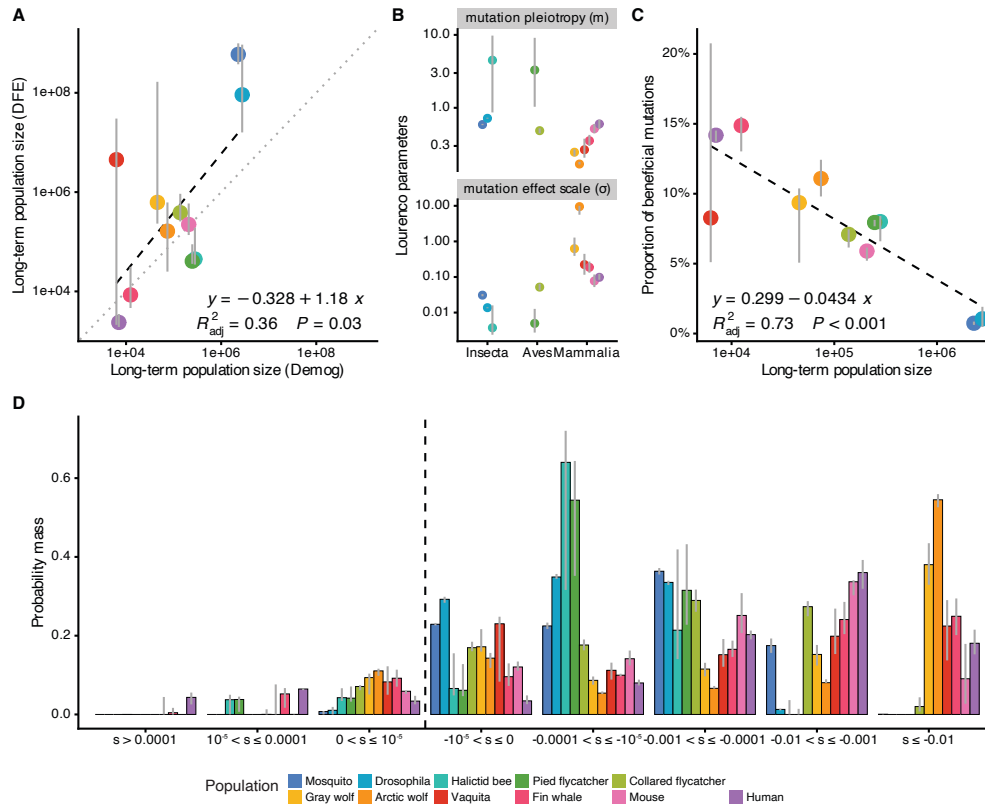 A
Long-term population size (DFE)
1e+08
1e+06
1e+04
y = −0.328 + 1.18 x
R²adj = 0.36 P = 0.03
1e+04 1e+06 1e+08
Long-term population size (Demog)
B
mutation pleiotropy (m)
10.0
3.0
1.0
0.3
mutation effect scale (σ)
Lourenco parameters
1.00
0.10
0.01
Insecta Aves Mammalia
C
Proportion of beneficial mutations
20%
15%
10%
5%
0%
y = 0.299 − 0.0434 x
R²adj = 0.73 P < 0.001
1e+04 1e+05 1e+06
Long-term population size
D
Probability mass
0.6
0.4
0.2
0.0
s > 0.0001 10⁻⁵ < s ≤ 0.0001 0 < s ≤ 10⁻⁵ -10⁻⁵ < s ≤ 0 -0.0001 < s ≤ -10⁻⁵ -0.001 < s ≤ -0.0001 -0.01 < s ≤ -0.001 s ≤ -0.01
Population
Mosquito Drosophila Halictid bee Pied flycatcher Collared flycatcher
Gray wolf Arctic wolf Vaquita Fin whale Mouse Human